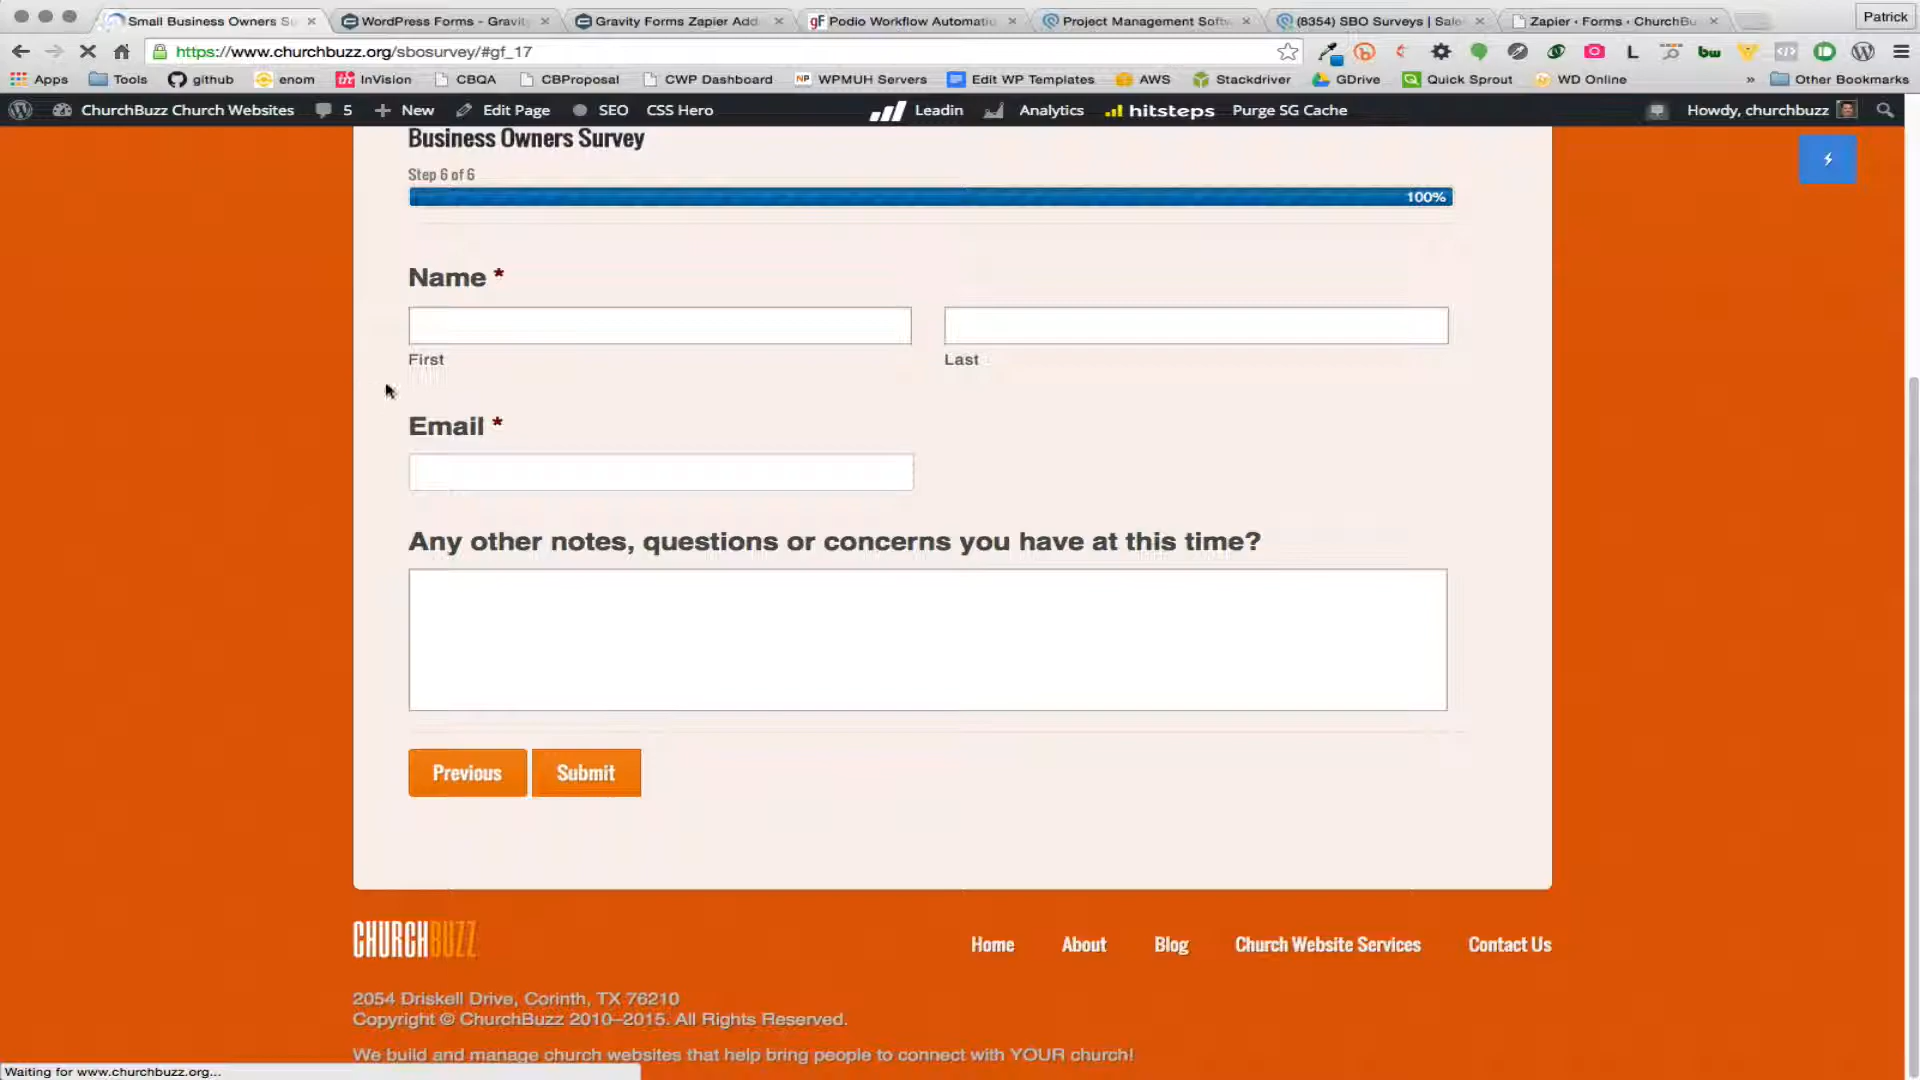 Small Business Owners Su
WordPress Forms - Gravit
Gravity Forms Zapier Add
gF Podio Workflow Automatic
Project Management Softw
(8354) SBO Surveys | Sale
Zapier ‹ Forms ‹ ChurchBu
Patrick
https://www.churchbuzz.org/sbosurvey/#gf_17
Apps
Tools
github
enom
in InVision
CBQA
CBProposal
CWP Dashboard
NP WPMUH Servers
Edit WP Templates
AWS
Stackdriver
GDrive
Quick Sprout
WD Online
»
Other Bookmarks
ChurchBuzz Church Websites
5
New
Edit Page
SEO
CSS Hero
Leadin
Analytics
hitsteps
Purge SG Cache
Howdy, churchbuzz
Business Owners Survey
Step 6 of 6
100%
Name *
First
Last
Email *
Any other notes, questions or concerns you have at this time?
Previous
Submit
CHURCHBUZZ
Home
About
Blog
Church Website Services
Contact Us
2054 Driskell Drive, Corinth, TX 76210
Copyright © ChurchBuzz 2010–2015. All Rights Reserved.
We build and manage church websites that help bring people to connect with YOUR church!
Waiting for www.churchbuzz.org...